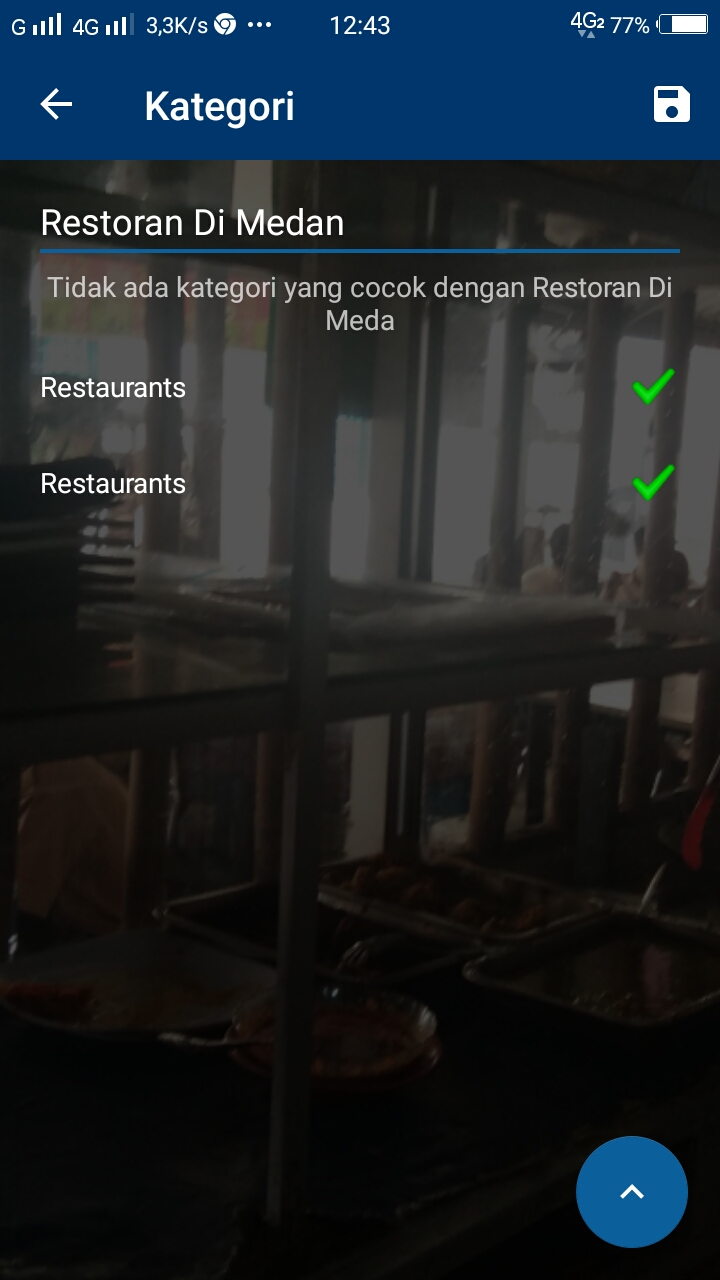 G 4G 3,3K/s ••• 12:43 4G2 77%
Kategori
Restoran Di Medan
Tidak ada kategori yang cocok dengan Restoran Di
Meda
Restaurants
Restaurants